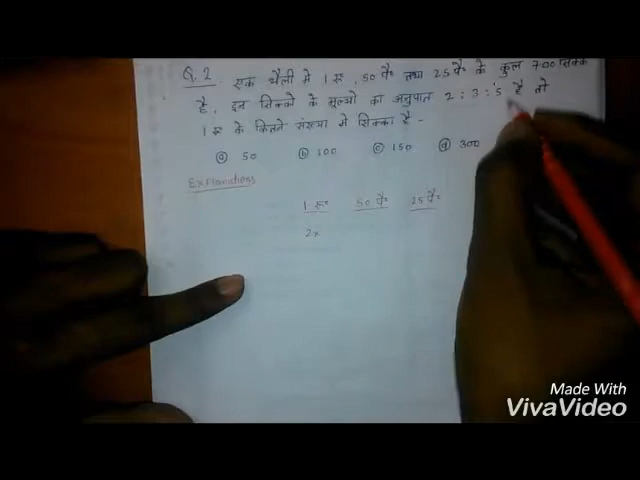 Q.2 एक थैली मे 1 रू, 50 पै॰ तथा 25 पै॰ के कुल 700 सिक्के
है, इन सिक्को के मूल्यो का अनुपात 2 : 3 : 5 है तो
1 रू के कितने संख्या मे सिक्का है -
(a) 50 (b) 100 (c) 150 (d) 300
Explanations
1 रू॰ 50 पै॰ 25 पै॰
2x
Made With
VivaVideo